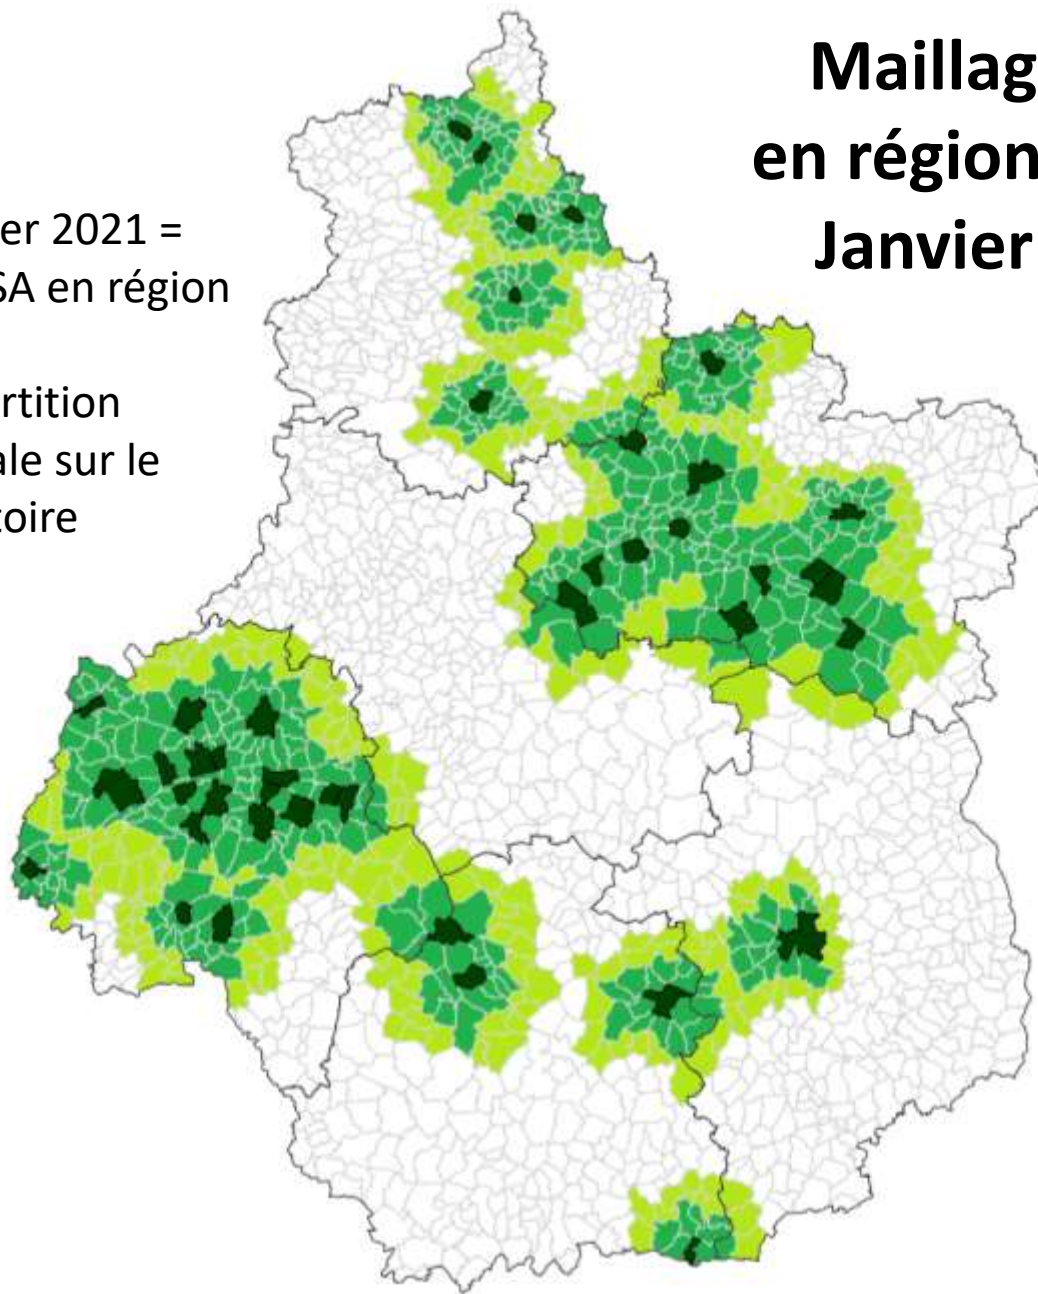 Maillag
en région
Janvier
er 2021 =
SA en région
rtition
ale sur le
toire